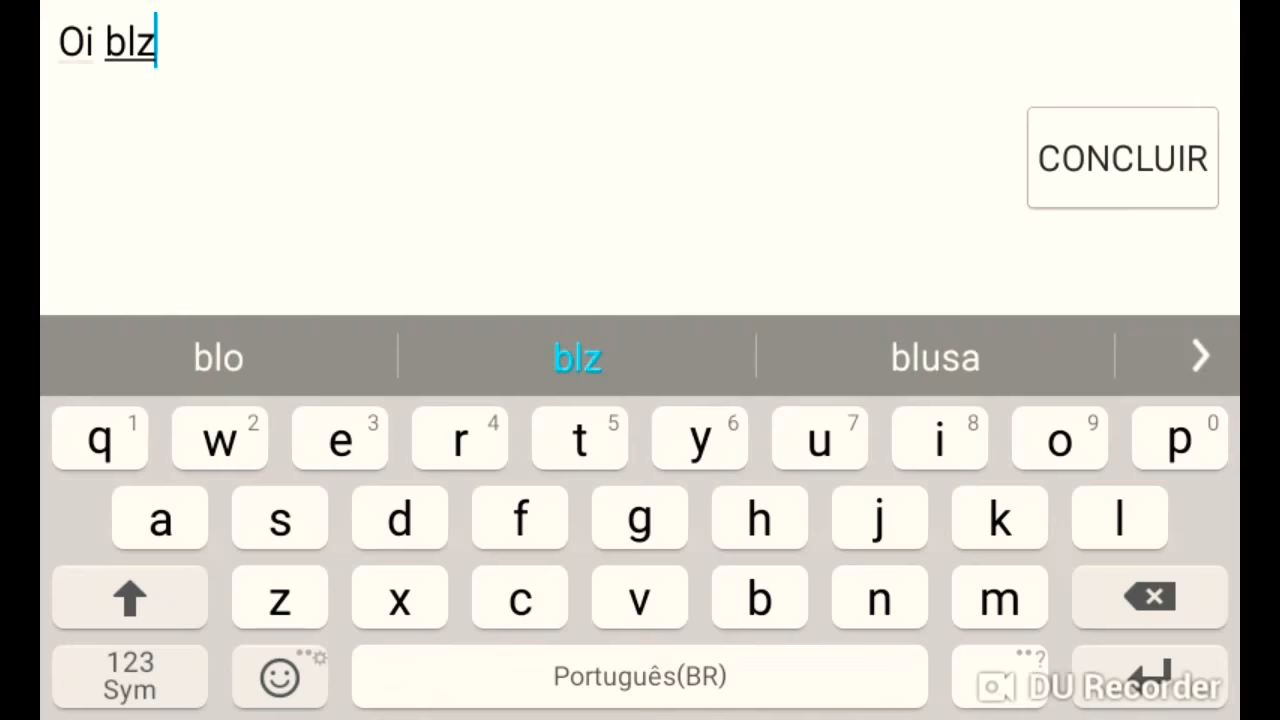 Oi blz
CONCLUIR
blo blz blusa
q 1 w 2 e 3 r 4 t 5 y 6 u 7 i 8 o 9 p 0
a s d f g h j k l
z x c v b n m
123
Sym
Português(BR)
?
DU Recorder